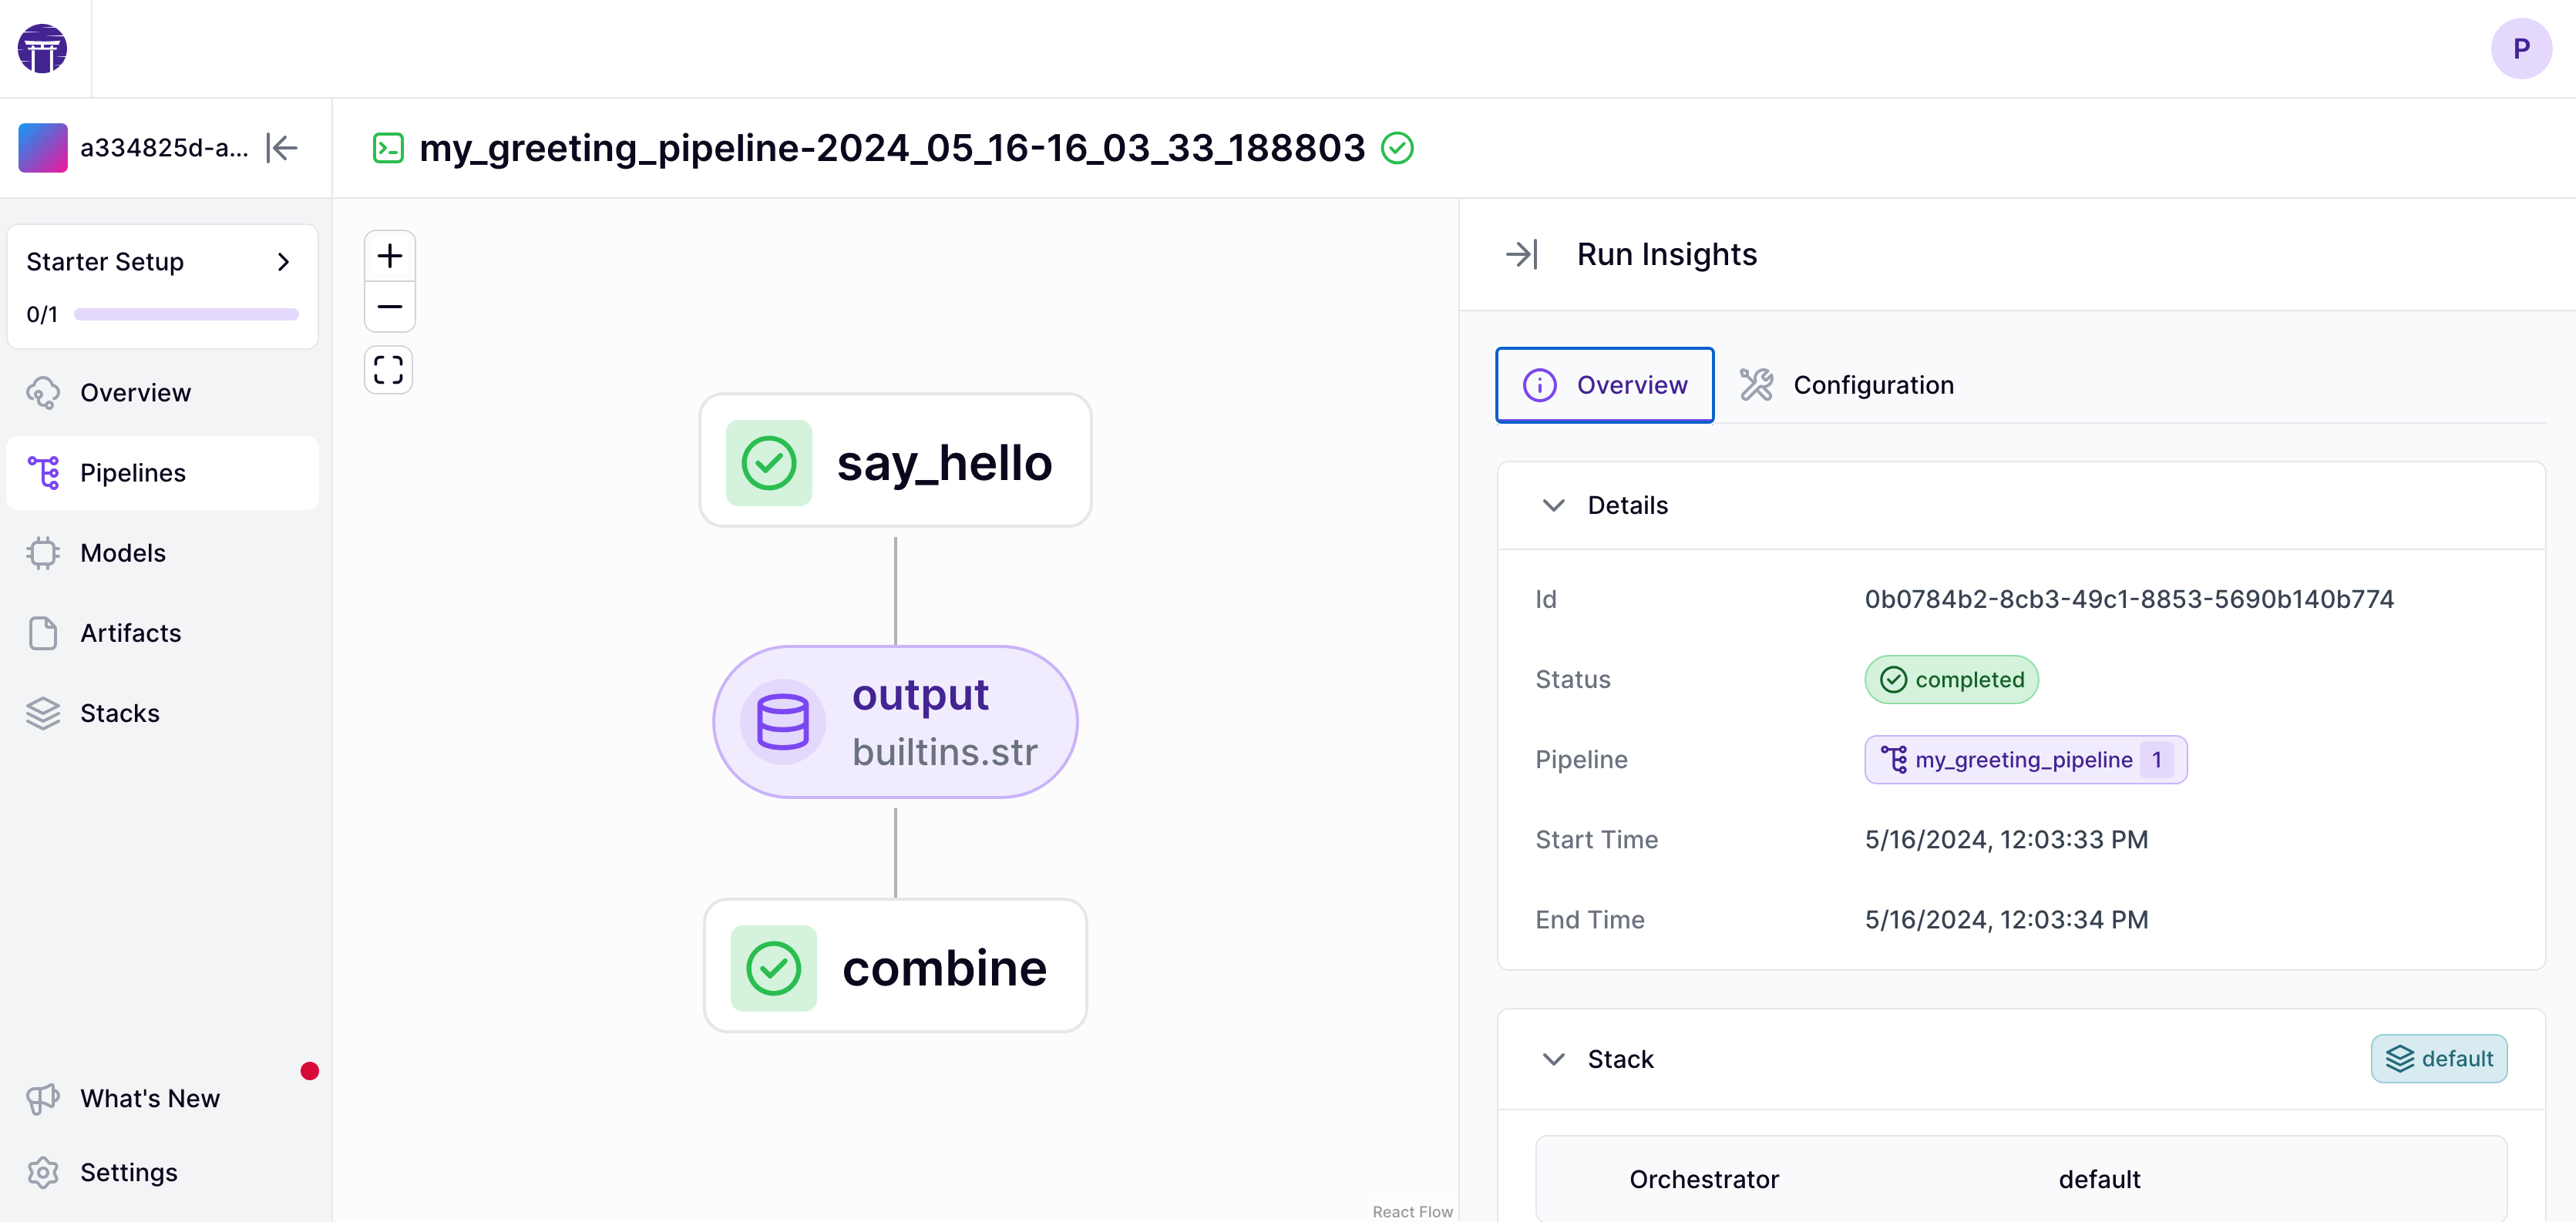 P
a334825d-a...
my_greeting_pipeline-2024_05_16-16_03_33_188803
Starter Setup
0/1
Overview
Pipelines
Models
Artifacts
Stacks
What's New
Settings
say_hello
output
builtins.str
combine
React Flow
Run Insights
Overview
Configuration
Details
Id 0b0784b2-8cb3-49c1-8853-5690b140b774
Status completed
Pipeline my_greeting_pipeline 1
Start Time 5/16/2024, 12:03:33 PM
End Time 5/16/2024, 12:03:34 PM
Stack default
Orchestrator default